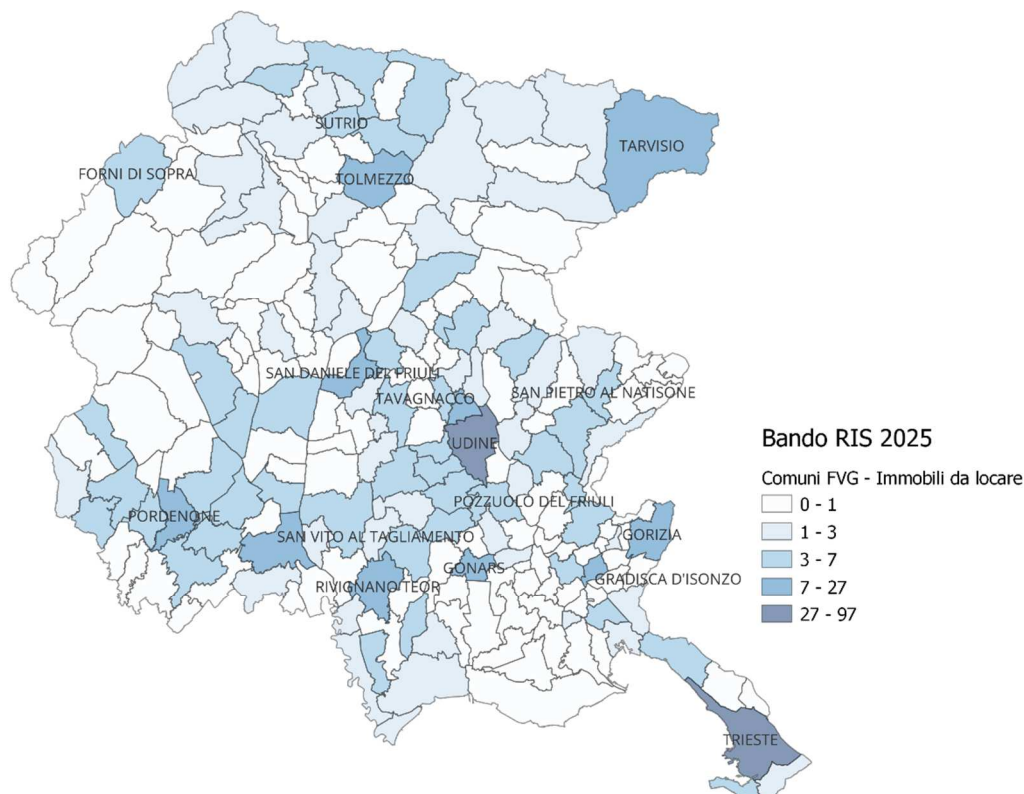 SUTRIO
TARVISIO
FORNI DI SOPRA
TOLMEZZO
SAN DANIELE DEL FRIULI
TAVAGNACCO
SAN PIETRO AL NATISONE
UDINE
POZZUOLO DEL FRIULI
PORDENONE
SAN VITO AL TAGLIAMENTO
GORIZIA
GONARS
GRADISCA D'ISONZO
RIVIGNANO TEOR
TRIESTE
Bando RIS 2025
Comuni FVG - Immobili da locare
0 - 1
1 - 3
3 - 7
7 - 27
27 - 97